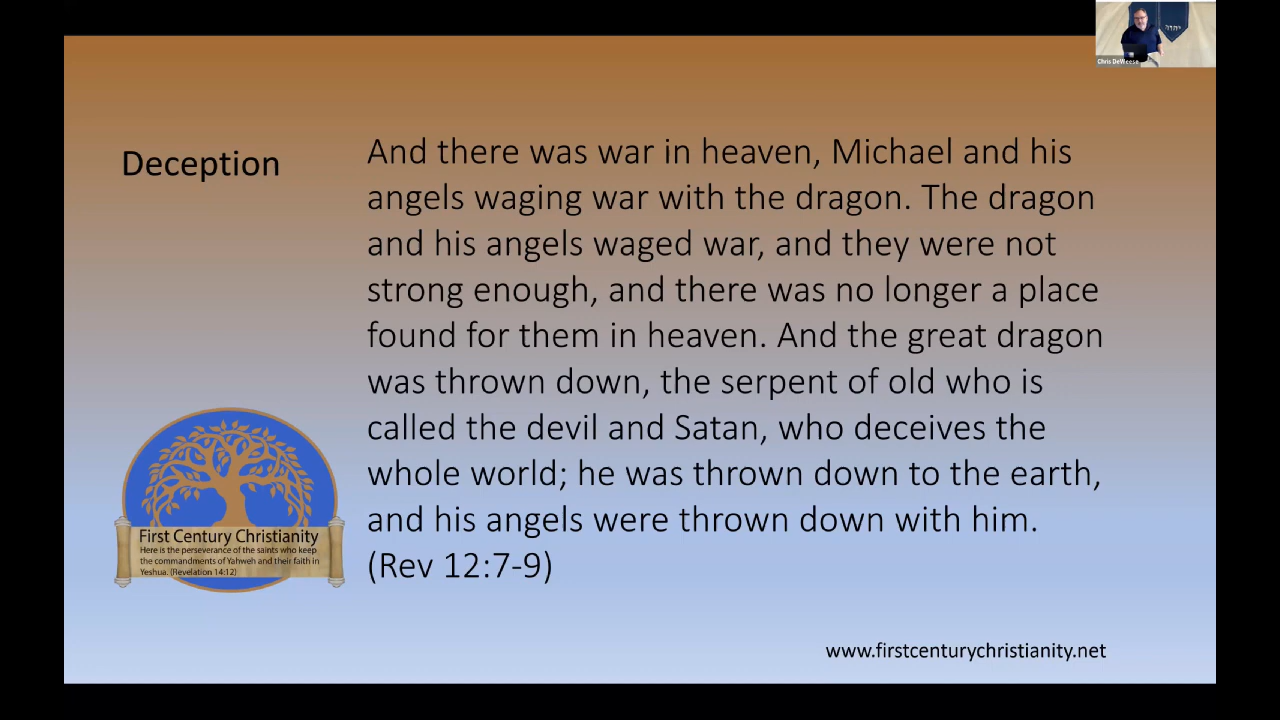 Chris DeWeese
Deception
And there was war in heaven, Michael and his
angels waging war with the dragon. The dragon
and his angels waged war, and they were not
strong enough, and there was no longer a place
found for them in heaven. And the great dragon
was thrown down, the serpent of old who is
called the devil and Satan, who deceives the
whole world; he was thrown down to the earth,
and his angels were thrown down with him.
(Rev 12:7-9)
First Century Christianity
Here is the perseverance of the saints who keep
the commandments of Yahweh and their faith in
Yeshua. (Revelation 14:12)
www.firstcenturychristianity.net